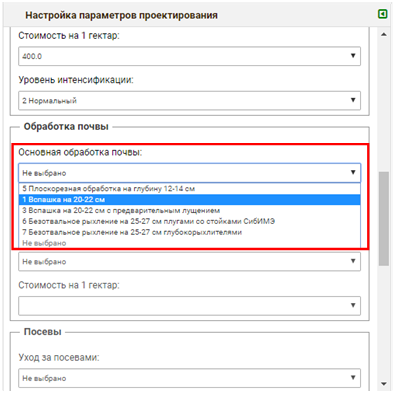 Настройка параметров проектирования
Стоимость на 1 гектар:
400.0
Уровень интенсификации:
2 Нормальный
Обработка почвы
Основная обработка почвы:
Не выбрано
5 Плоскорезная обработка на глубину 12-14 см
1 Вспашка на 20-22 см
3 Вспашка на 20-22 см с предварительным лущением
6 Безотвальное рыхление на 25-27 см плугами со стойками СибИМЭ
7 Безотвальное рыхление на 25-27 см глубокорыхлителями
Не выбрано
Не выбрано
Стоимость на 1 гектар:
Посевы
Уход за посевами:
Не выбрано